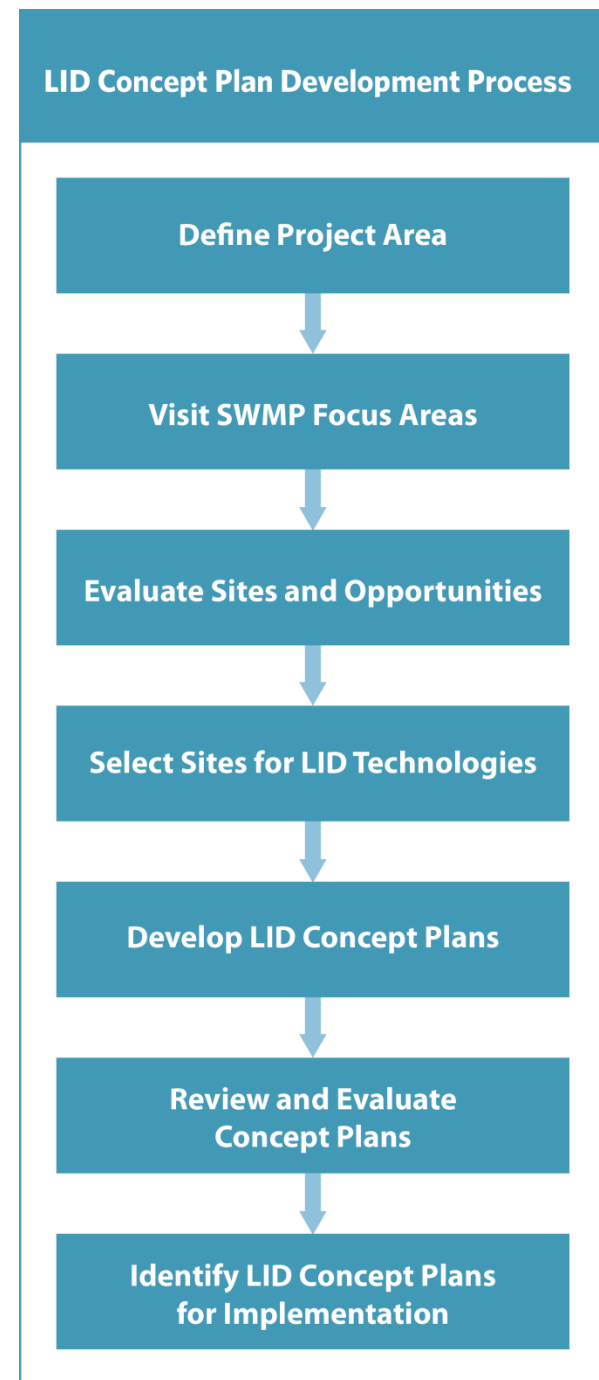 LID Concept Plan Development Process
Define Project Area
Visit SWMP Focus Areas
Evaluate Sites and Opportunities
Select Sites for LID Technologies
Develop LID Concept Plans
Review and Evaluate
Concept Plans
Identify LID Concept Plans
for Implementation